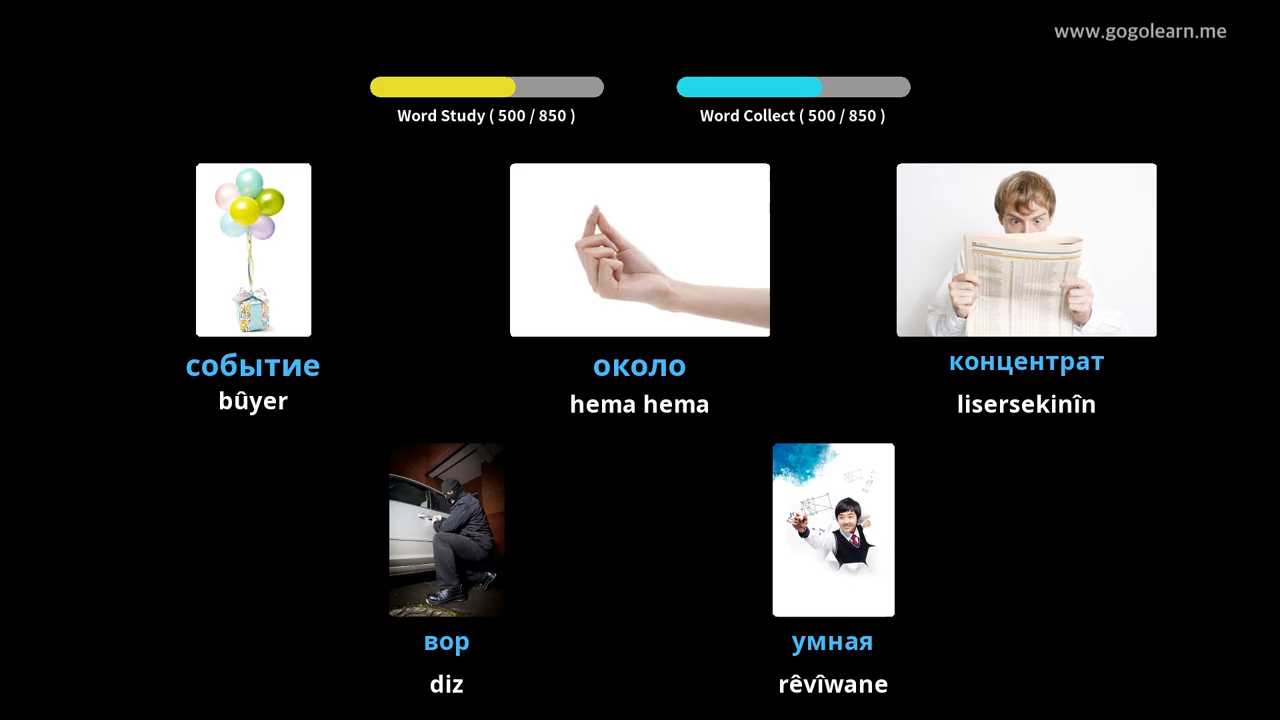 www.gogolearn.me
Word Study ( 500 / 850 )
Word Collect ( 500 / 850 )
событие
bûyer
около
hema hema
концентрат
lisersekinîn
вор
diz
умная
rêvîwane